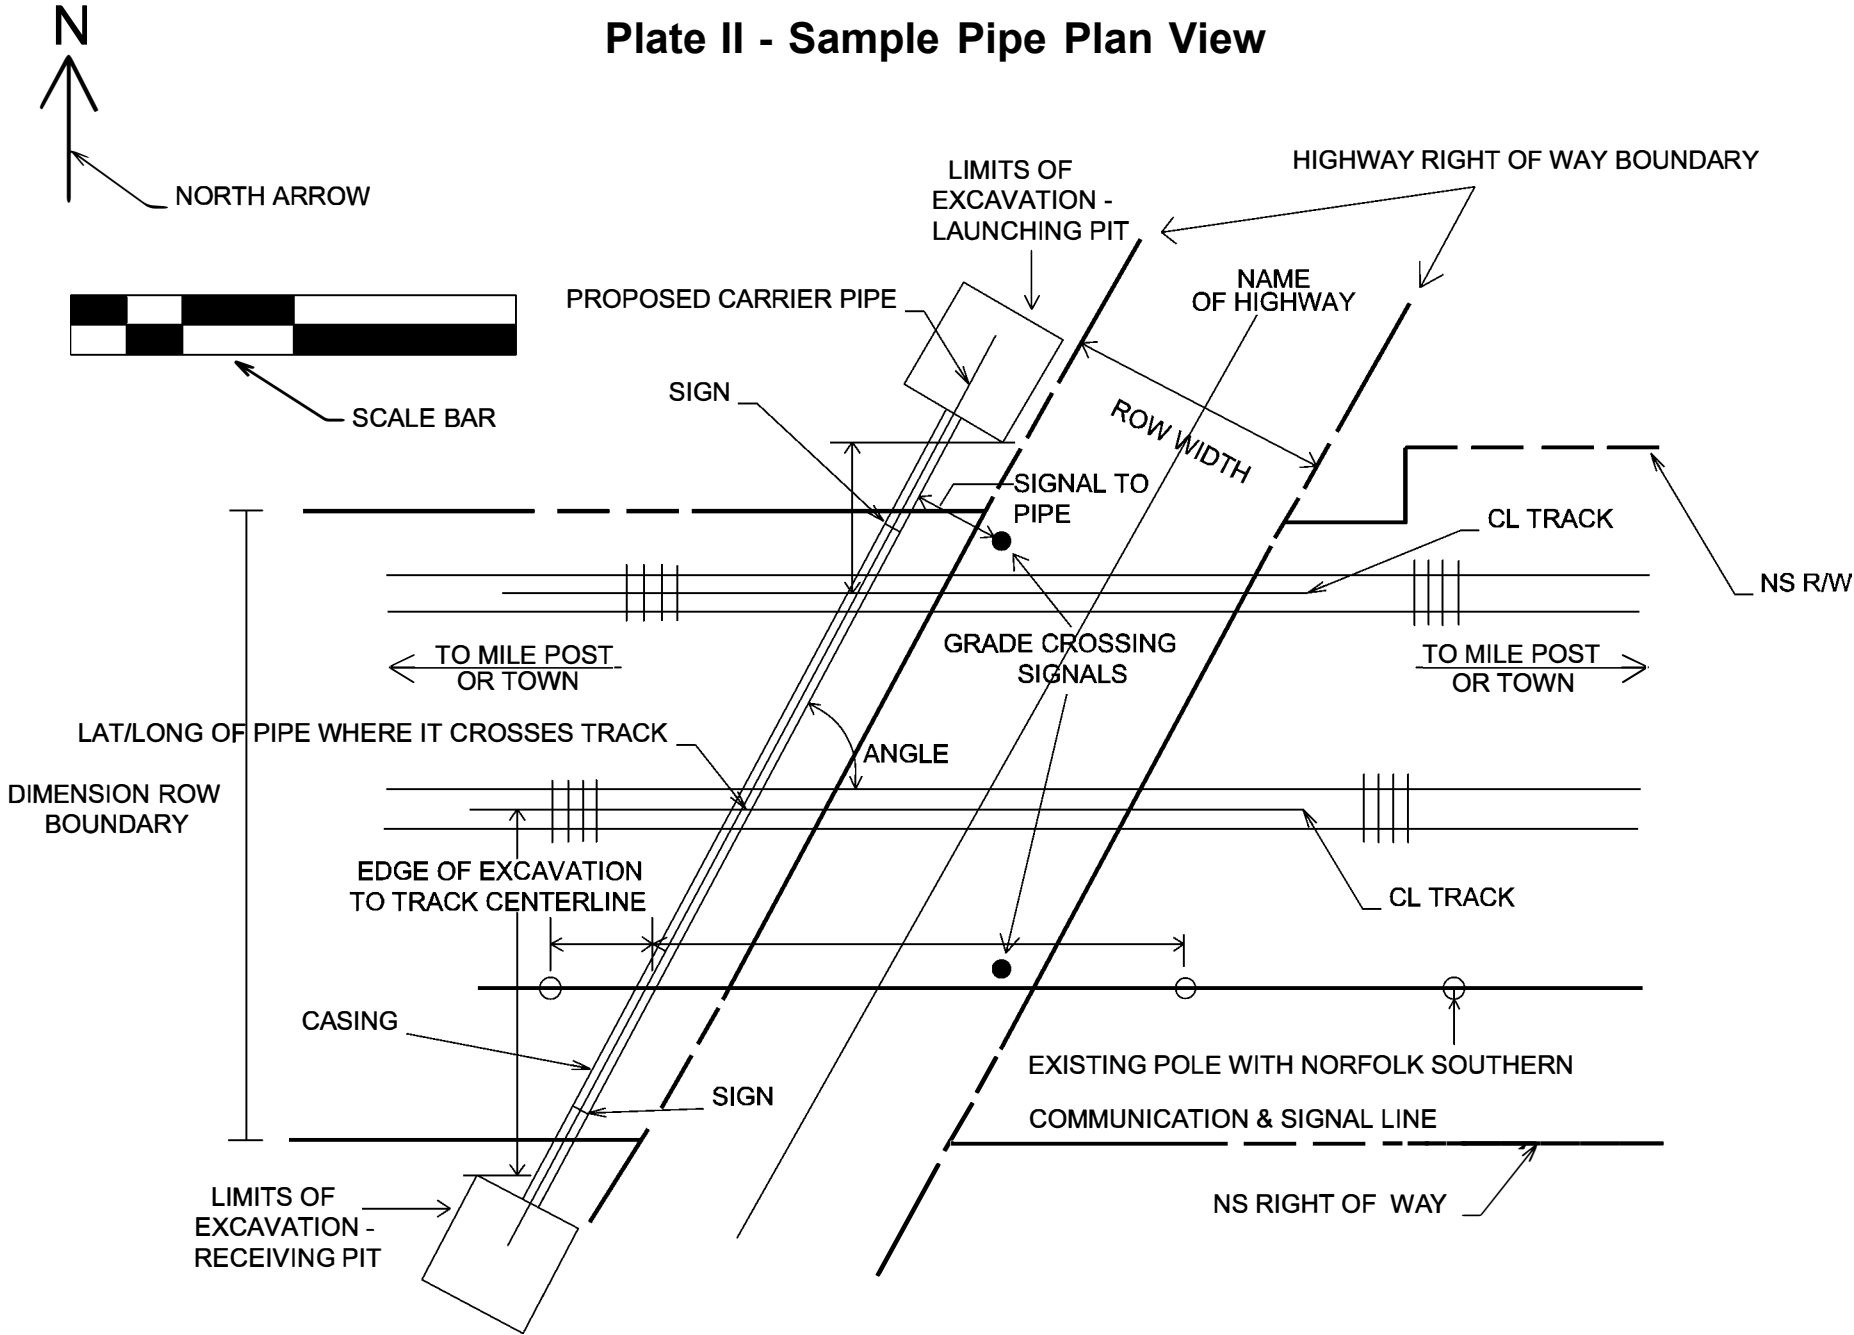 N
Plate II - Sample Pipe Plan View
NORTH ARROW
LIMITS OF
EXCAVATION -
LAUNCHING PIT
HIGHWAY RIGHT OF WAY BOUNDARY
NAME
OF HIGHWAY
PROPOSED CARRIER PIPE
SCALE BAR
SIGN
ROW WIDTH
SIGNAL TO
PIPE
CL TRACK
NS R/W
GRADE CROSSING
SIGNALS
TO MILE POST
OR TOWN
TO MILE POST
OR TOWN
LAT/LONG OF PIPE WHERE IT CROSSES TRACK
ANGLE
DIMENSION ROW
BOUNDARY
EDGE OF EXCAVATION
TO TRACK CENTERLINE
CL TRACK
CASING
EXISTING POLE WITH NORFOLK SOUTHERN
COMMUNICATION & SIGNAL LINE
SIGN
LIMITS OF
EXCAVATION -
RECEIVING PIT
NS RIGHT OF WAY